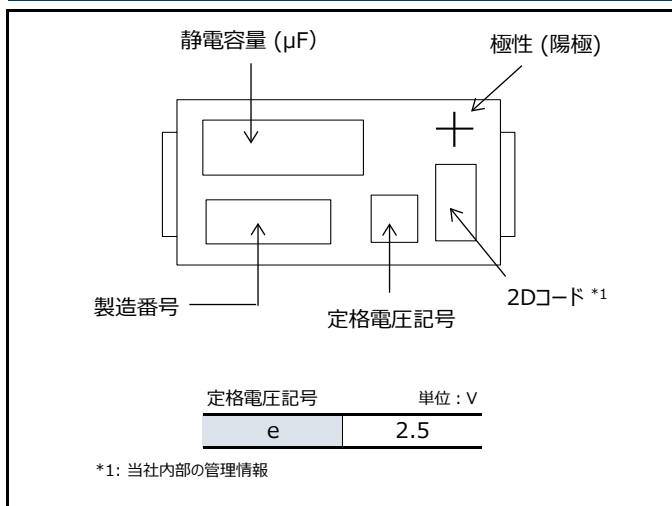 静電容量 (μF)
極性 (陽極)
+
製造番号
定格電圧記号
2Dコード *1
定格電圧記号 単位:V
e 2.5
*1: 当社内部の管理情報